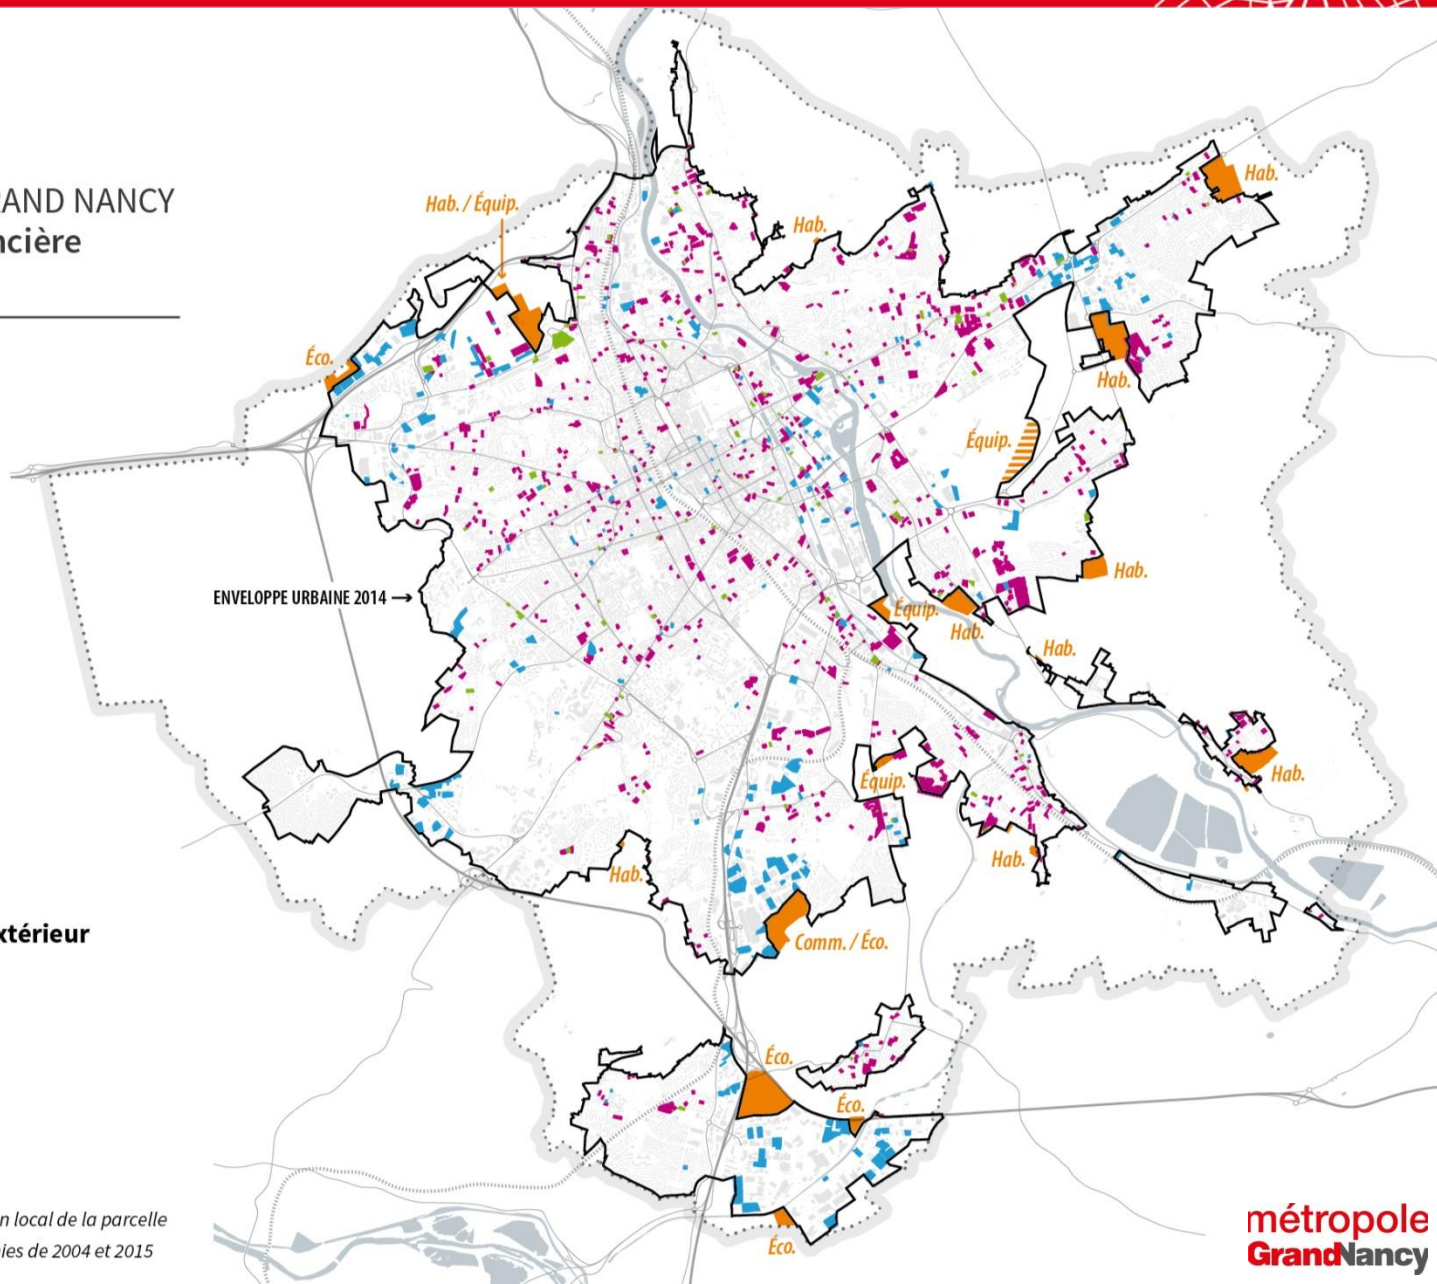 RAND NANCY
ncière
Hab. / Équip.
Hab.
Hab.
Éco.
Hab.
Équip.
ENVELOPPE URBAINE 2014 →
Hab.
Équip.
Hab.
Hab.
Hab.
Équip.
Hab.
Hab.
xtérieur
Comm. / Éco.
Éco.
Éco.
n local de la parcelle
ies de 2004 et 2015
Éco.
métropole
GrandNancy